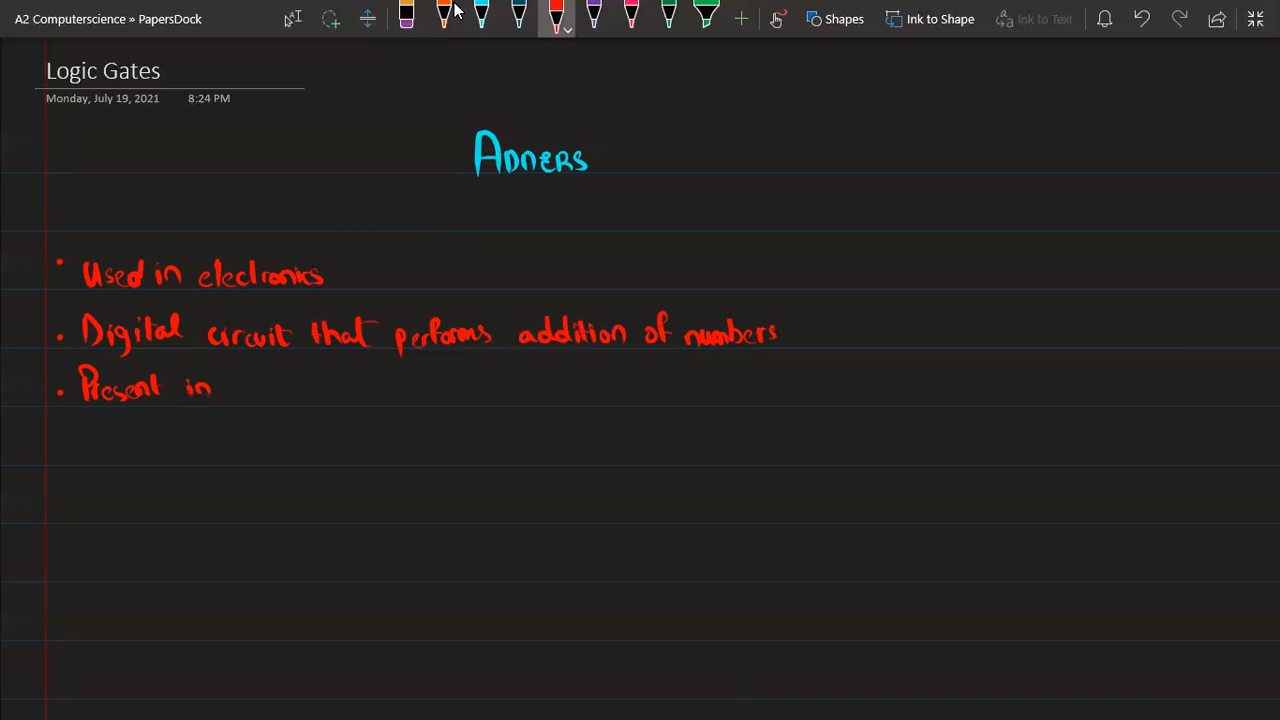 A2 Computerscience » PapersDock
Shapes
Ink to Shape
Ink to Text
Logic Gates
Monday, July 19, 2021 8:24 PM
ADDERS
• Used in electronics
• Digital circuit that performs addition of numbers
• Present in